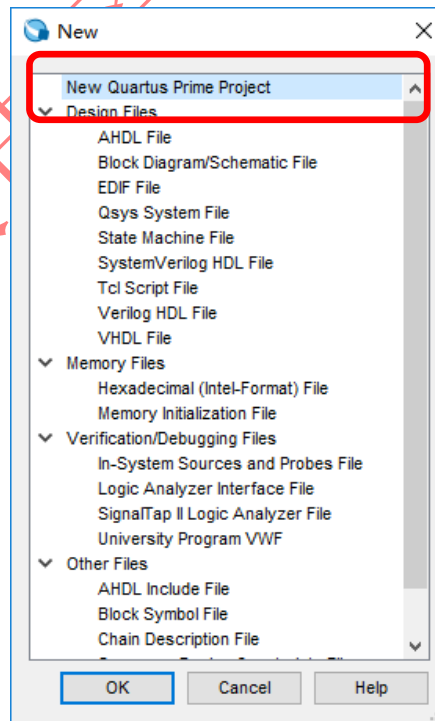 New
New Quartus Prime Project
Design Files
AHDL File
Block Diagram/Schematic File
EDIF File
Qsys System File
State Machine File
SystemVerilog HDL File
Tcl Script File
Verilog HDL File
VHDL File
Memory Files
Hexadecimal (Intel-Format) File
Memory Initialization File
Verification/Debugging Files
In-System Sources and Probes File
Logic Analyzer Interface File
SignalTap II Logic Analyzer File
University Program VWF
Other Files
AHDL Include File
Block Symbol File
Chain Description File
OK Cancel Help